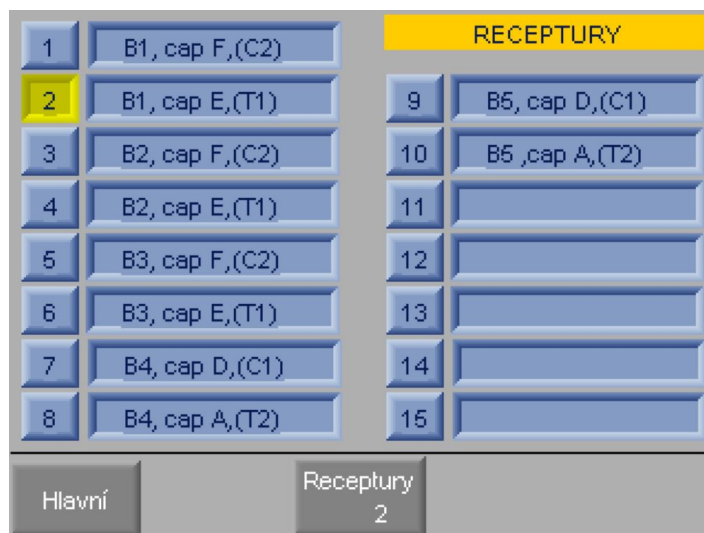 RECEPTURY
1 B1, cap F,(C2)
2 B1, cap E,(T1)
3 B2, cap F,(C2)
4 B2, cap E,(T1)
5 B3, cap F,(C2)
6 B3, cap E,(T1)
7 B4, cap D,(C1)
8 B4, cap A,(T2)
9 B5, cap D,(C1)
10 B5 ,cap A,(T2)
11
12
13
14
15
Hlavní
Receptury
2